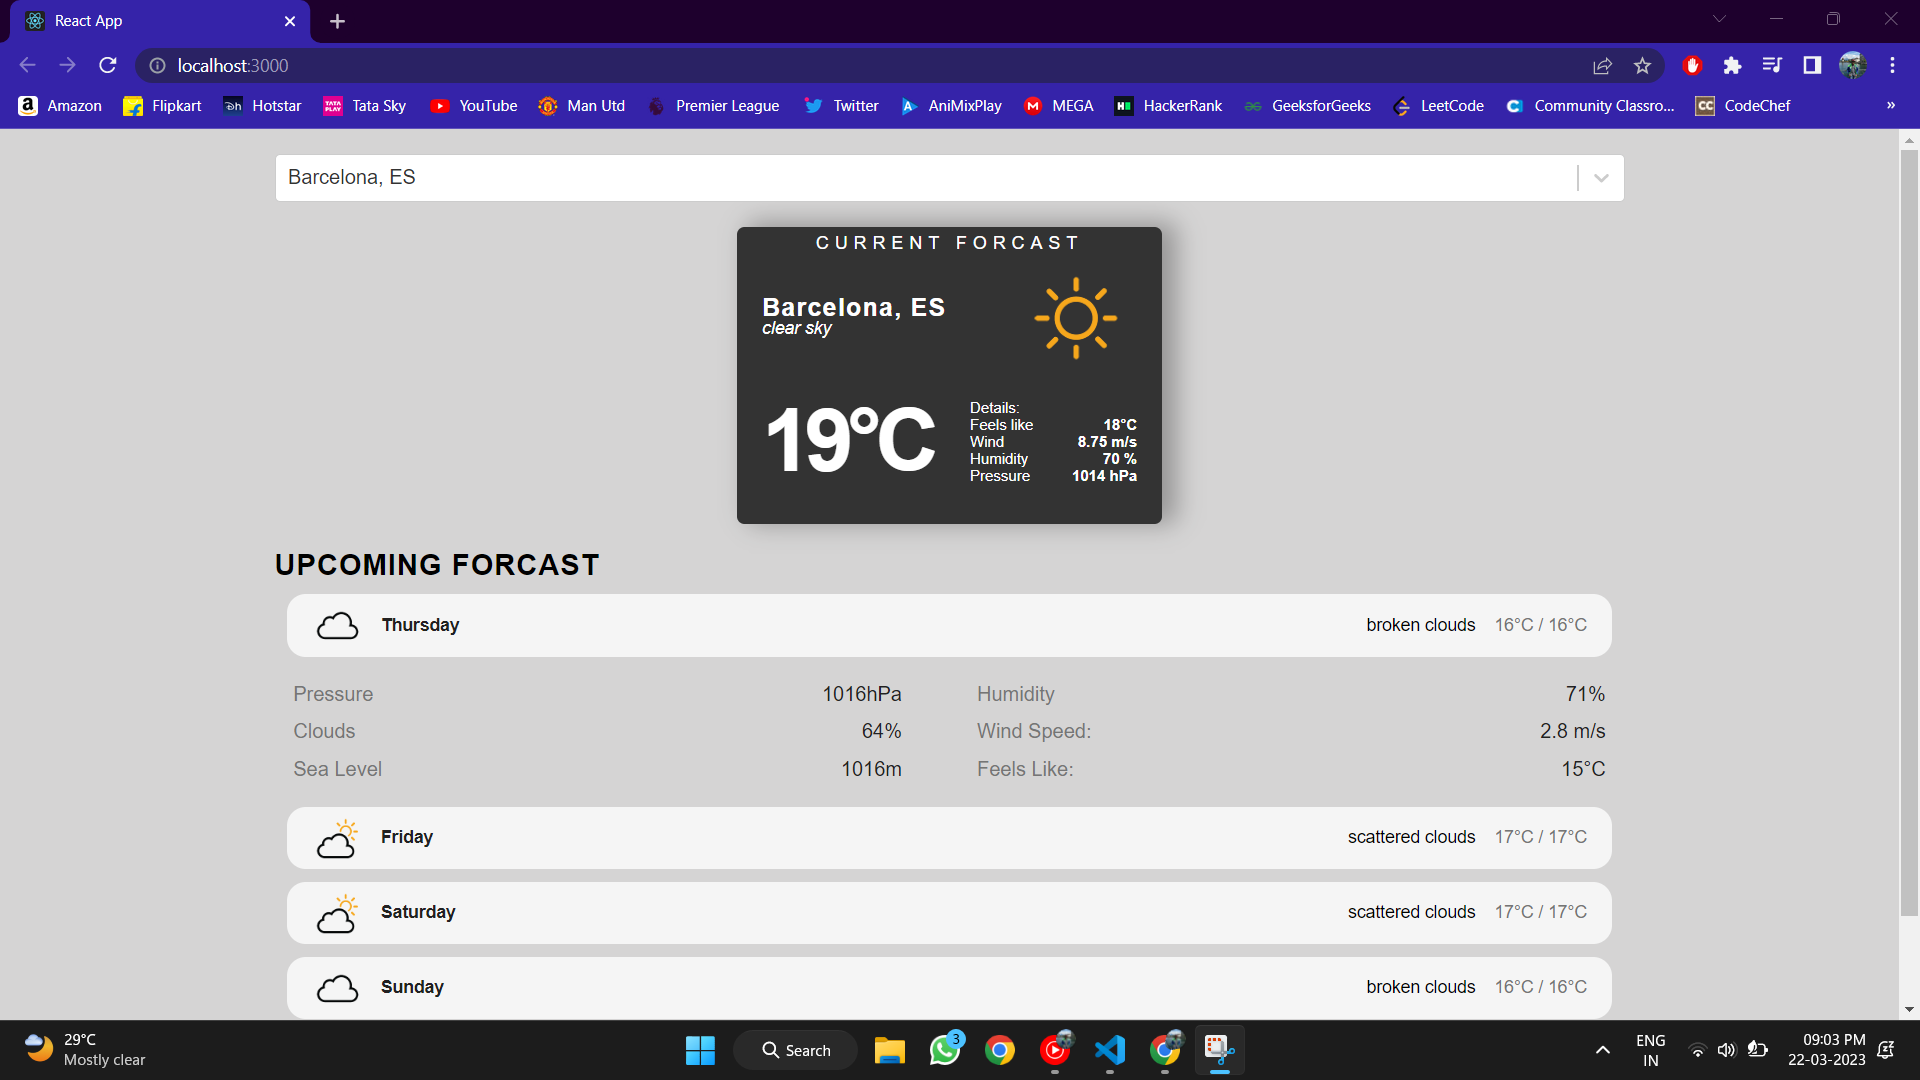 React App
localhost:3000
Amazon Flipkart Hotstar Tata Sky YouTube Man Utd Premier League Twitter AniMixPlay MEGA HackerRank GeeksforGeeks LeetCode Community Classro... CodeChef »
Barcelona, ES
CURRENT FORCAST
Barcelona, ES
clear sky
19°C
Details:
Feels like 18°C
Wind 8.75 m/s
Humidity 70 %
Pressure 1014 hPa
UPCOMING FORCAST
Thursday broken clouds 16°C / 16°C
Pressure 1016hPa Humidity 71%
Clouds 64% Wind Speed: 2.8 m/s
Sea Level 1016m Feels Like: 15°C
Friday scattered clouds 17°C / 17°C
Saturday scattered clouds 17°C / 17°C
Sunday broken clouds 16°C / 16°C
29°C
Mostly clear
Search
3
ENG
IN
09:03 PM
22-03-2023